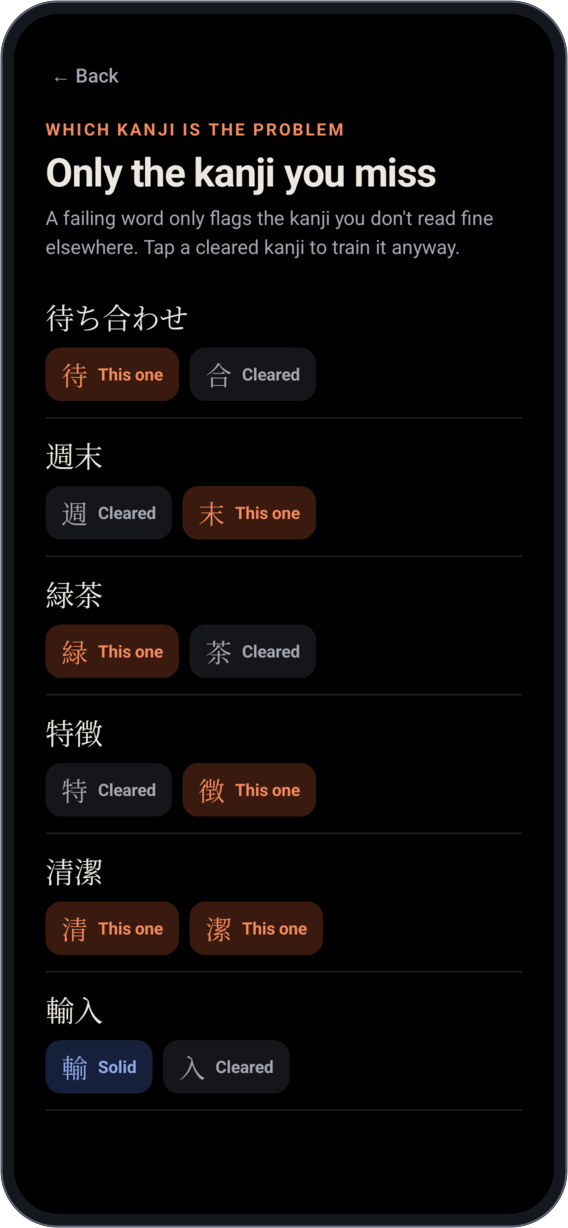 ← Back
WHICH KANJI IS THE PROBLEM
Only the kanji you miss
A failing word only flags the kanji you don't read fine
elsewhere. Tap a cleared kanji to train it anyway.
待ち合わせ
待 This one 合 Cleared
週末
週 Cleared 末 This one
緑茶
緑 This one 茶 Cleared
特徴
特 Cleared 徴 This one
清潔
清 This one 潔 This one
輸入
輸 Solid 入 Cleared